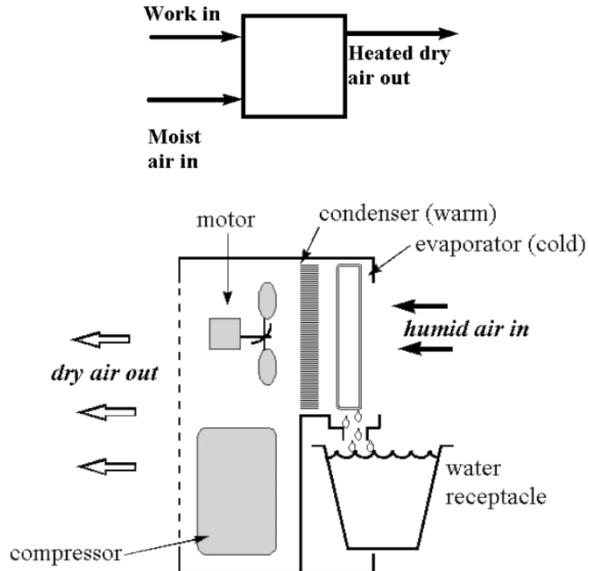 Work in
Heated dry
air out
Moist
air in
motor
condenser (warm)
evaporator (cold)
humid air in
dry air out
water
receptacle
compressor